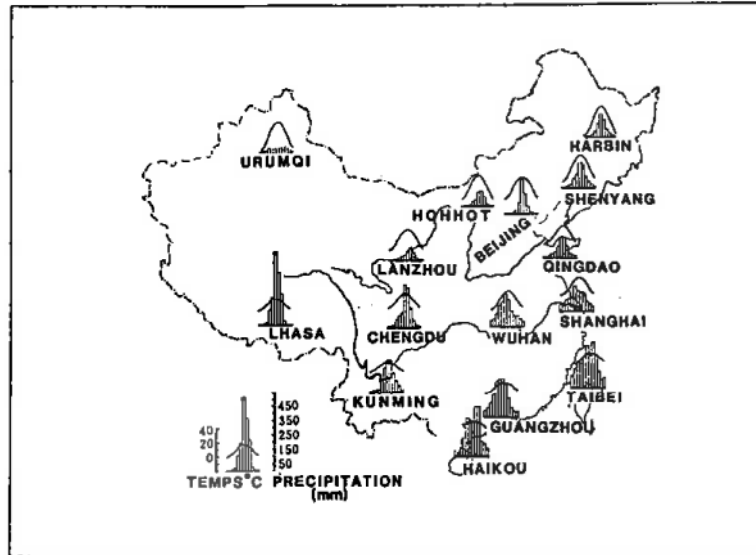 HARBIN
URUMQI
SHENYANG
HOHHOT
BEIJING
LANZHOU
QINGDAO
SHANGHAI
LHASA
CHENGDU
WUHAN
KUNMING
TAIBEI
GUANGZHOU
HAIKOU
40
20
0
450
350
250
150
50
TEMPS°C PRECIPITATION
(mm)